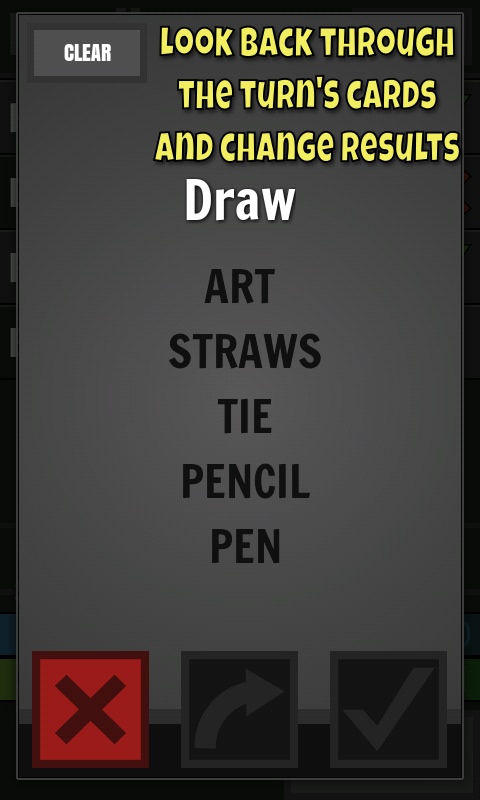 CLEAR
LOOK BACK THROUGH
THE TURN'S CARDS
AND CHANGE RESULTS
Draw
ART
STRAWS
TIE
PENCIL
PEN